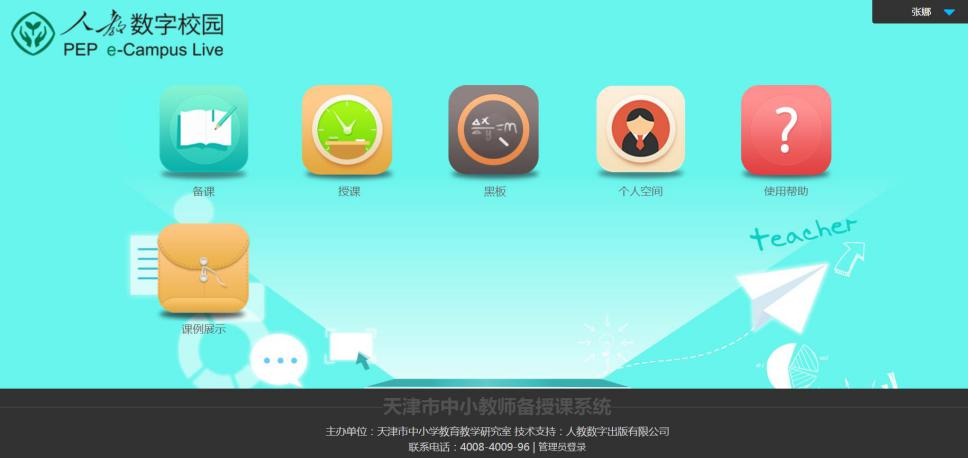 张娜
人教数字校园
PEP e-Campus Live
备课
授课
黑板
个人空间
使用帮助
teacher
课例展示
天津市中小教师备授课系统
主办单位：天津市中小学教育教学研究室 技术支持：人教数字出版有限公司
联系电话：4008-4009-96 | 管理员登录